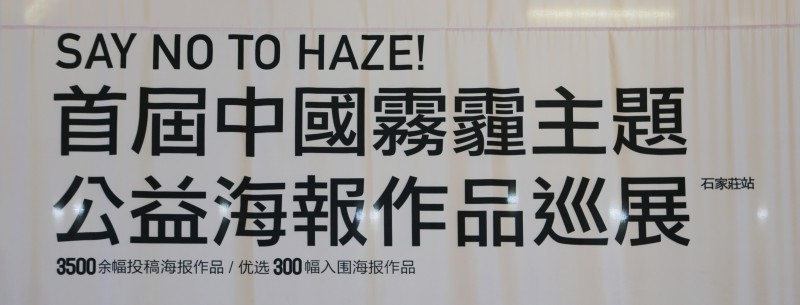 SAY NO TO HAZE!
首屆中國霧霾主題
公益海報作品巡展 石家莊站
3500余幅投稿海报作品 / 优选 300 幅入围海报作品